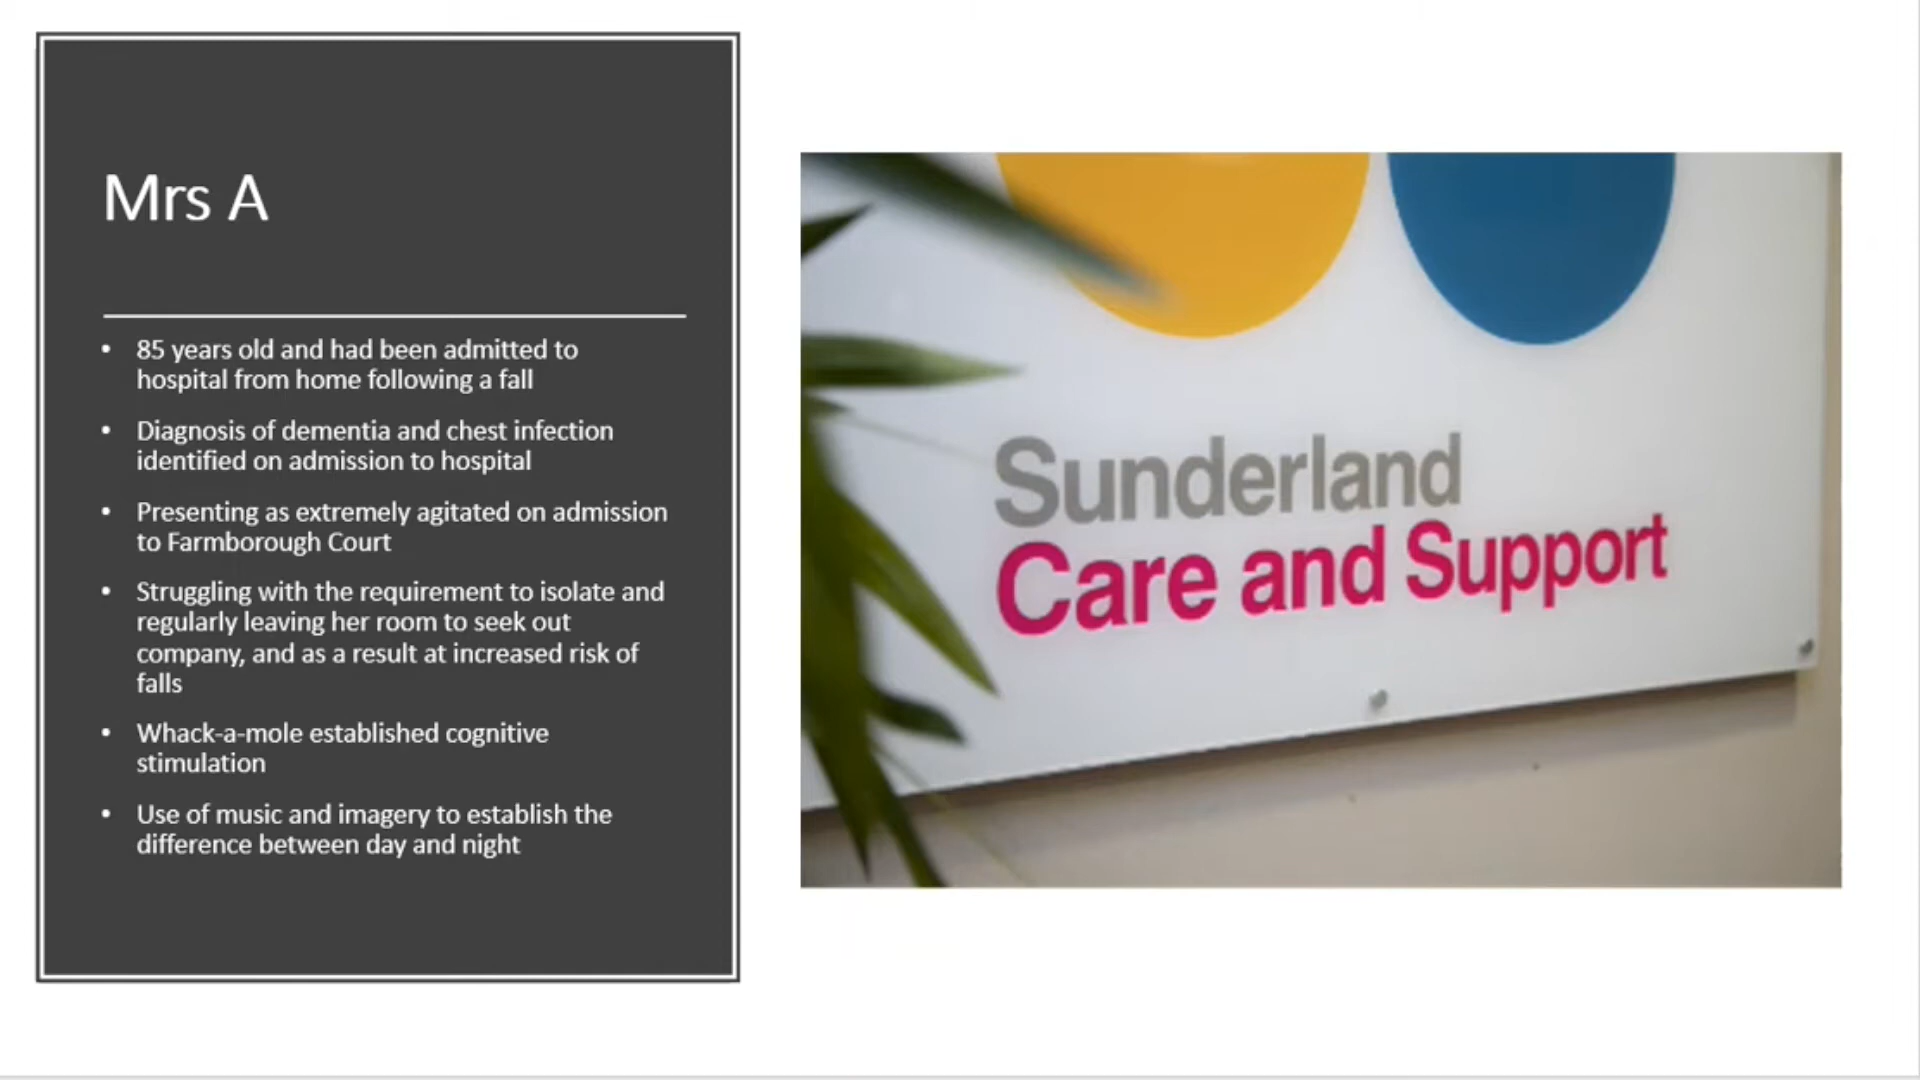 Mrs A
• 85 years old and had been admitted to
hospital from home following a fall
• Diagnosis of dementia and chest infection
identified on admission to hospital
• Presenting as extremely agitated on admission
to Farmborough Court
• Struggling with the requirement to isolate and
regularly leaving her room to seek out
company, and as a result at increased risk of
falls
• Whack-a-mole established cognitive
stimulation
• Use of music and imagery to establish the
difference between day and night
Sunderland
Care and Support